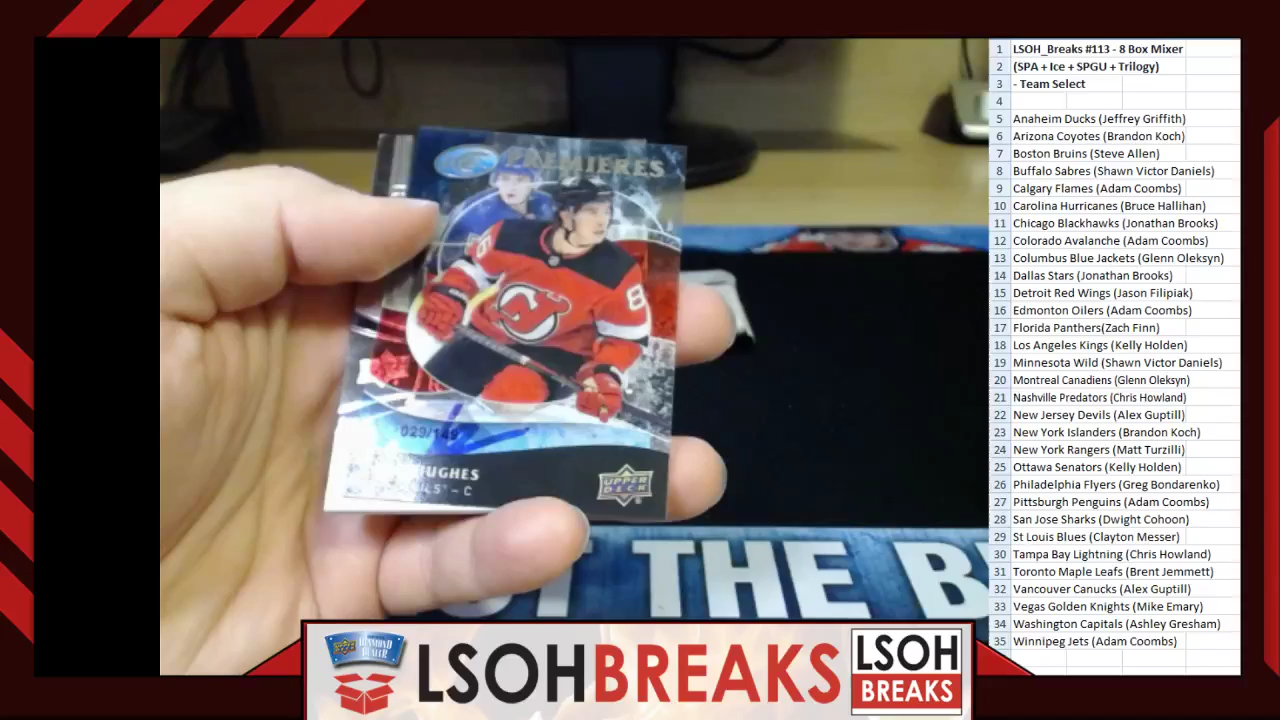 PREMIERES
86
8
029/149
HUGHES
- C
UPPER
DECK
THE B
1 LSOH_Breaks #113 - 8 Box Mixer
2 (SPA + Ice + SPGU + Trilogy)
3 - Team Select
4
5 Anaheim Ducks (Jeffrey Griffith)
6 Arizona Coyotes (Brandon Koch)
7 Boston Bruins (Steve Allen)
8 Buffalo Sabres (Shawn Victor Daniels)
9 Calgary Flames (Adam Coombs)
10 Carolina Hurricanes (Bruce Hallihan)
11 Chicago Blackhawks (Jonathan Brooks)
12 Colorado Avalanche (Adam Coombs)
13 Columbus Blue Jackets (Glenn Oleksyn)
14 Dallas Stars (Jonathan Brooks)
15 Detroit Red Wings (Jason Filipiak)
16 Edmonton Oilers (Adam Coombs)
17 Florida Panthers(Zach Finn)
18 Los Angeles Kings (Kelly Holden)
19 Minnesota Wild (Shawn Victor Daniels)
20 Montreal Canadiens (Glenn Oleksyn)
21 Nashville Predators (Chris Howland)
22 New Jersey Devils (Alex Guptill)
23 New York Islanders (Brandon Koch)
24 New York Rangers (Matt Turzilli)
25 Ottawa Senators (Kelly Holden)
26 Philadelphia Flyers (Greg Bondarenko)
27 Pittsburgh Penguins (Adam Coombs)
28 San Jose Sharks (Dwight Cohoon)
29 St Louis Blues (Clayton Messer)
30 Tampa Bay Lightning (Chris Howland)
31 Toronto Maple Leafs (Brent Jemmett)
32 Vancouver Canucks (Alex Guptill)
33 Vegas Golden Knights (Mike Emary)
34 Washington Capitals (Ashley Gresham)
35 Winnipeg Jets (Adam Coombs)
DIAMOND
DEALER
LSOHBREAKS
LSOH
BREAKS